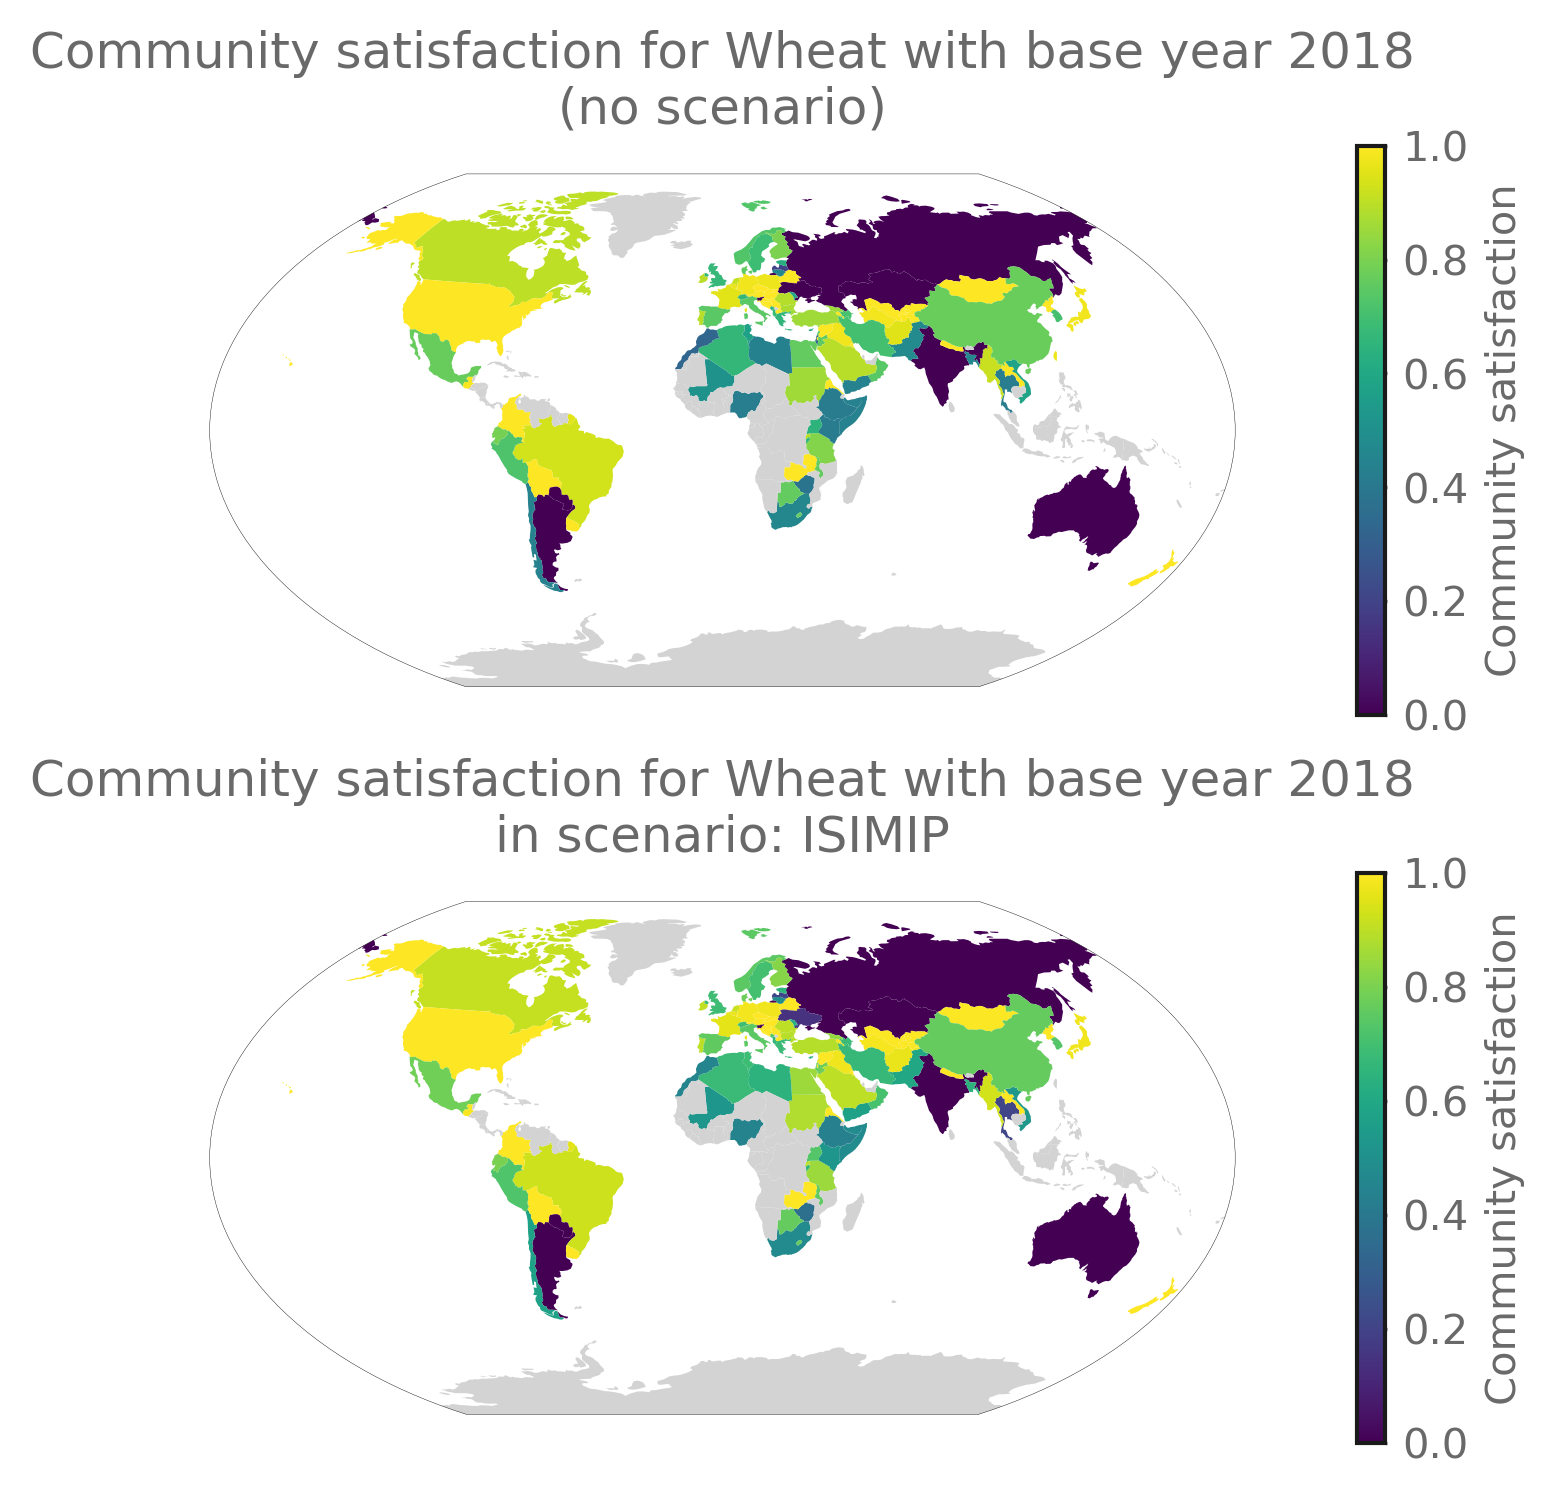 Community satisfaction for Wheat with base year 2018
(no scenario)
1.0
0.8
0.6
0.4
0.2
0.0
Community satisfaction
Community satisfaction for Wheat with base year 2018
in scenario: ISIMIP
1.0
0.8
0.6
0.4
0.2
0.0
Community satisfaction